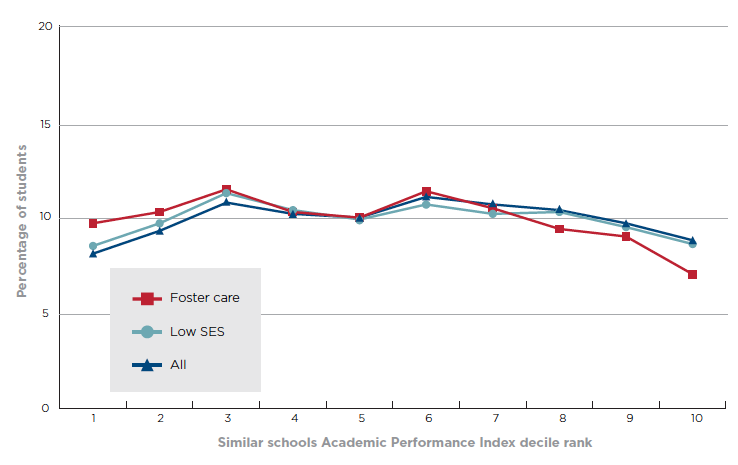 20
15
10
5
0
Percentage of students
Foster care
Low SES
All
1 2 3 4 5 6 7 8 9 10
Similar schools Academic Performance Index decile rank